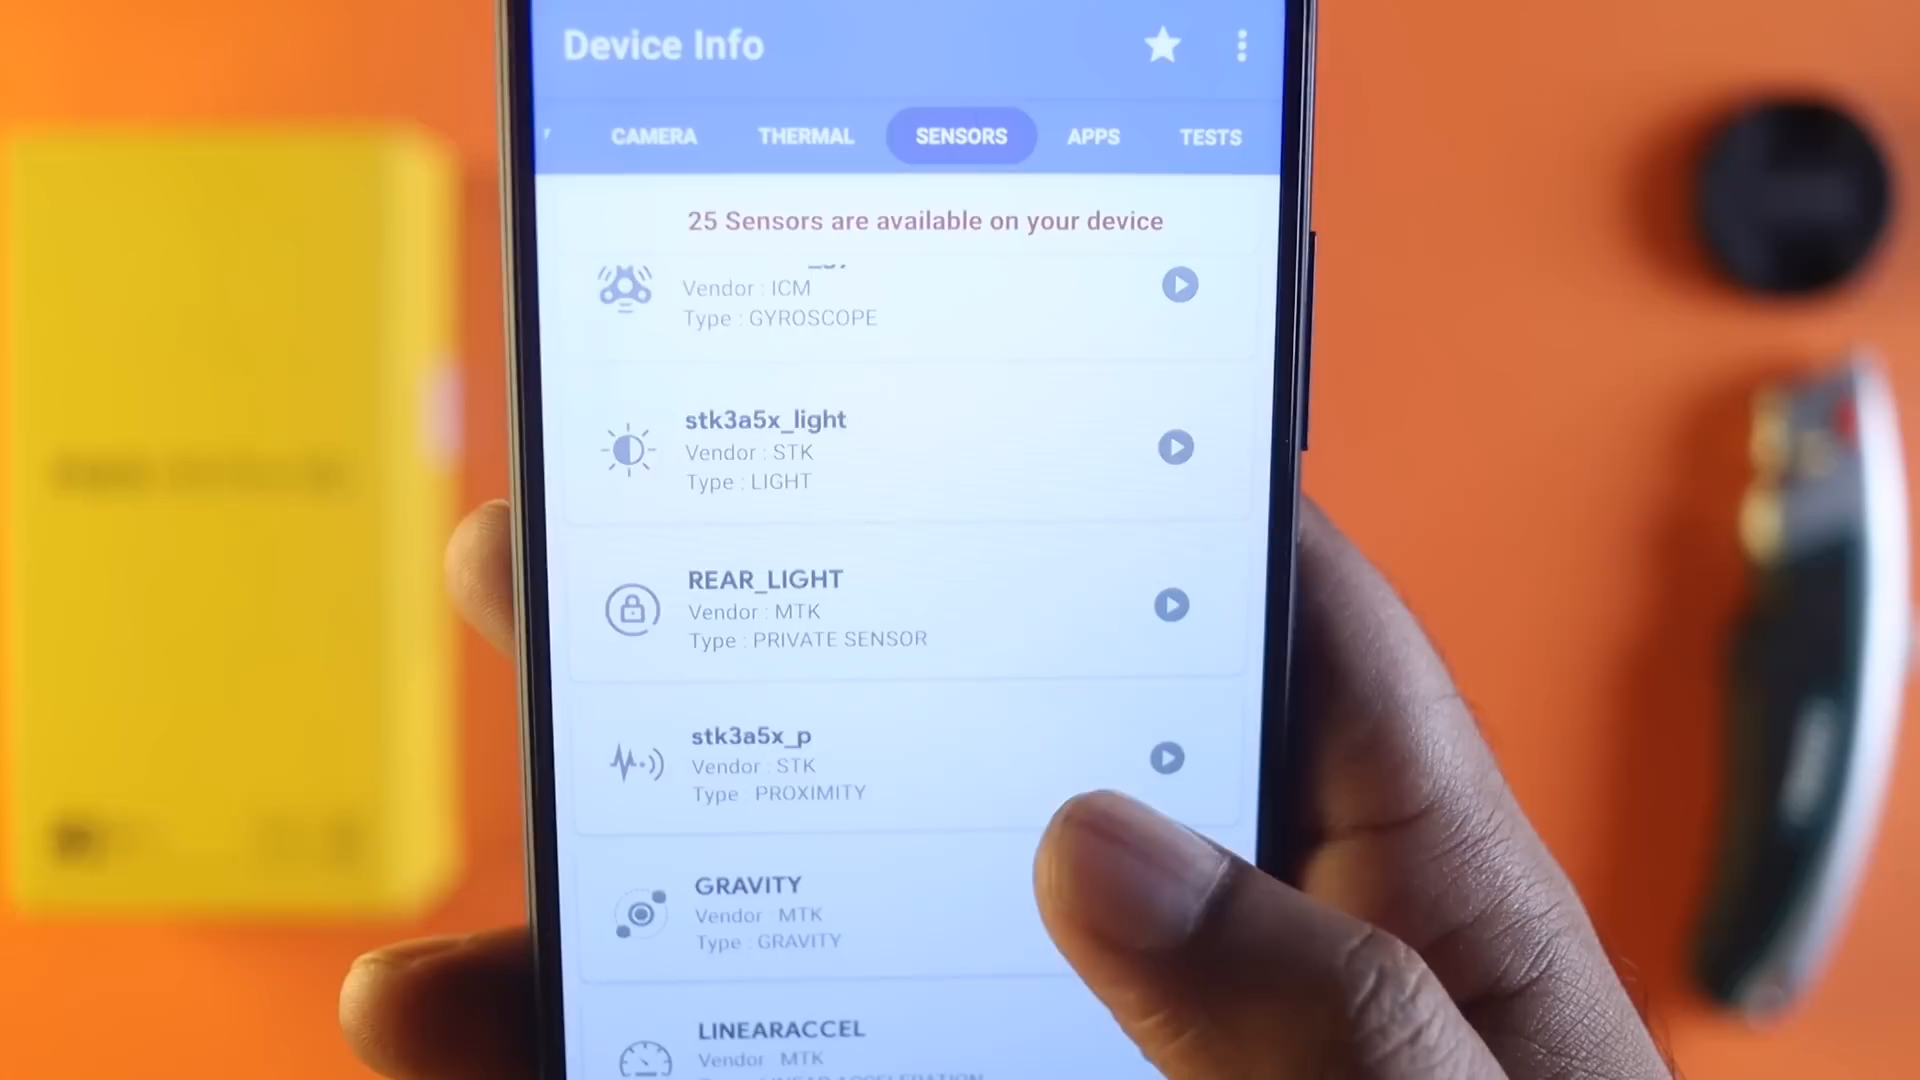 Device Info
CAMERA THERMAL SENSORS APPS TESTS
25 Sensors are available on your device
Vendor : ICM
Type : GYROSCOPE
stk3a5x_light
Vendor : STK
Type : LIGHT
REAR_LIGHT
Vendor : MTK
Type : PRIVATE SENSOR
stk3a5x_p
Vendor : STK
Type : PROXIMITY
GRAVITY
Vendor : MTK
Type : GRAVITY
LINEARACCEL
Vendor : MTK